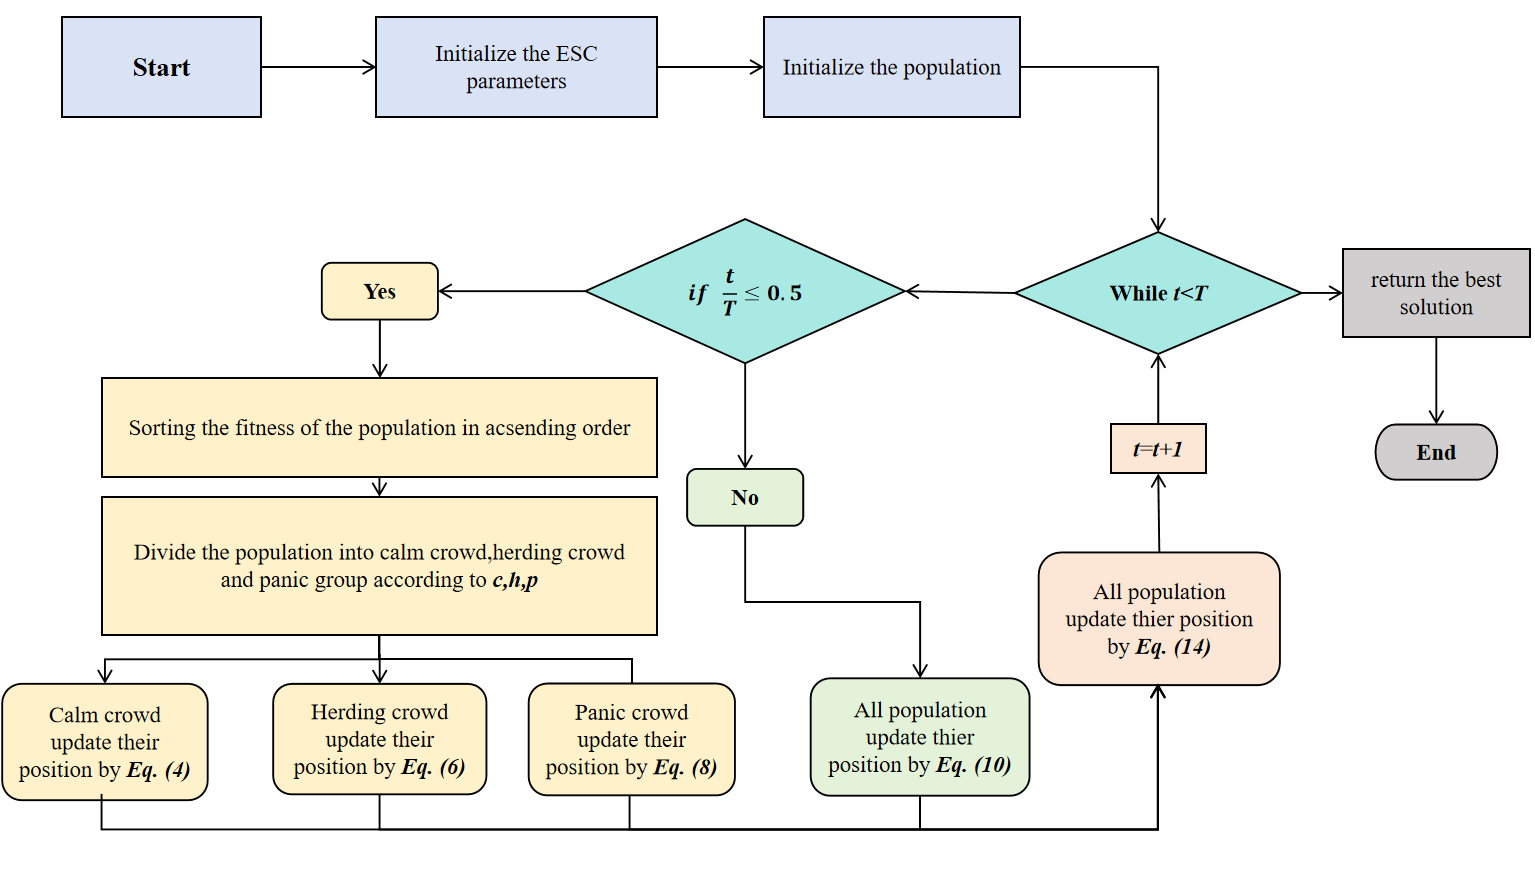 Start
Initialize the ESC
parameters
Initialize the population
While t<T
if t/T ≤ 0.5
Yes
return the best
solution
Sorting the fitness of the population in acsending order
No
t=t+1
End
Divide the population into calm crowd,herding crowd
and panic group according to c,h,p
All population
update thier position
by Eq. (14)
Calm crowd
update their
position by Eq. (4)
Herding crowd
update their
position by Eq. (6)
Panic crowd
update their
position by Eq. (8)
All population
update thier
position by Eq. (10)